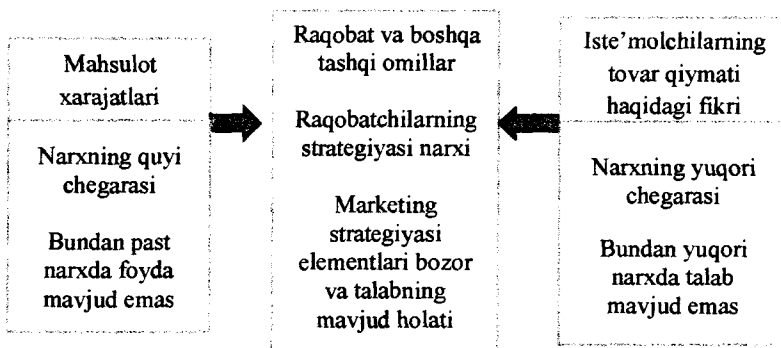 Mahsulot
xarajatlari
Narxning quyi
chegarasi
Bundan past
narxda foyda
mavjud emas
Raqobat va boshqa
tashqi omillar
Raqobatchilarning
strategiyasi narxi
Marketing
strategiyasi
elementlari bozor
va talabning
mavjud holati
Iste’molchilarning
tovar qiymati
haqidagi fikri
Narxning yuqori
chegarasi
Bundan yuqori
narxda talab
mavjud emas